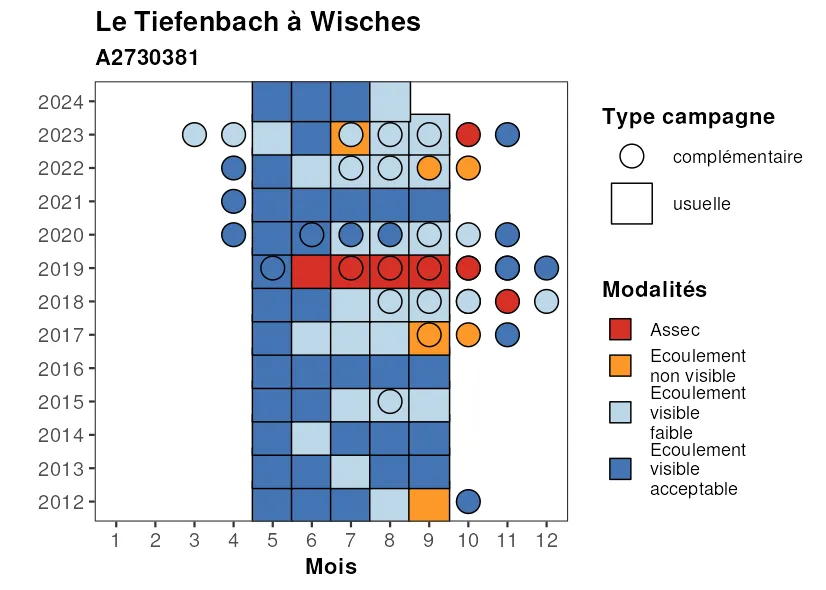 Le Tiefenbach à Wisches
A2730381
2024
2023
2022
2021
2020
2019
2018
2017
2016
2015
2014
2013
2012
1 2 3 4 5 6 7 8 9 10 11 12
Mois
Type campagne
complémentaire
usuelle
Modalités
Assec
Ecoulement
non visible
Ecoulement
visible
faible
Ecoulement
visible
acceptable